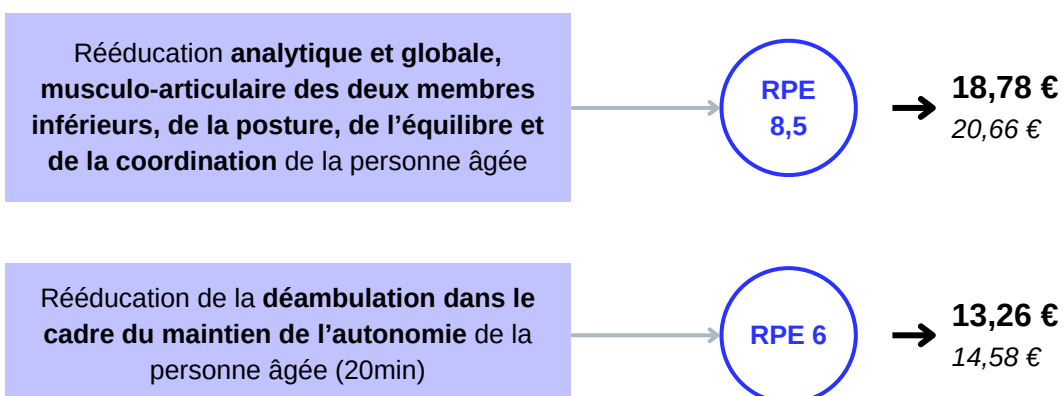 Rééducation analytique et globale,
musculo-articulaire des deux membres
inférieurs, de la posture, de l’équilibre et
de la coordination de la personne âgée
RPE
8,5
18,78 €
20,66 €
Rééducation de la déambulation dans le
cadre du maintien de l’autonomie de la
personne âgée (20min)
RPE 6
13,26 €
14,58 €